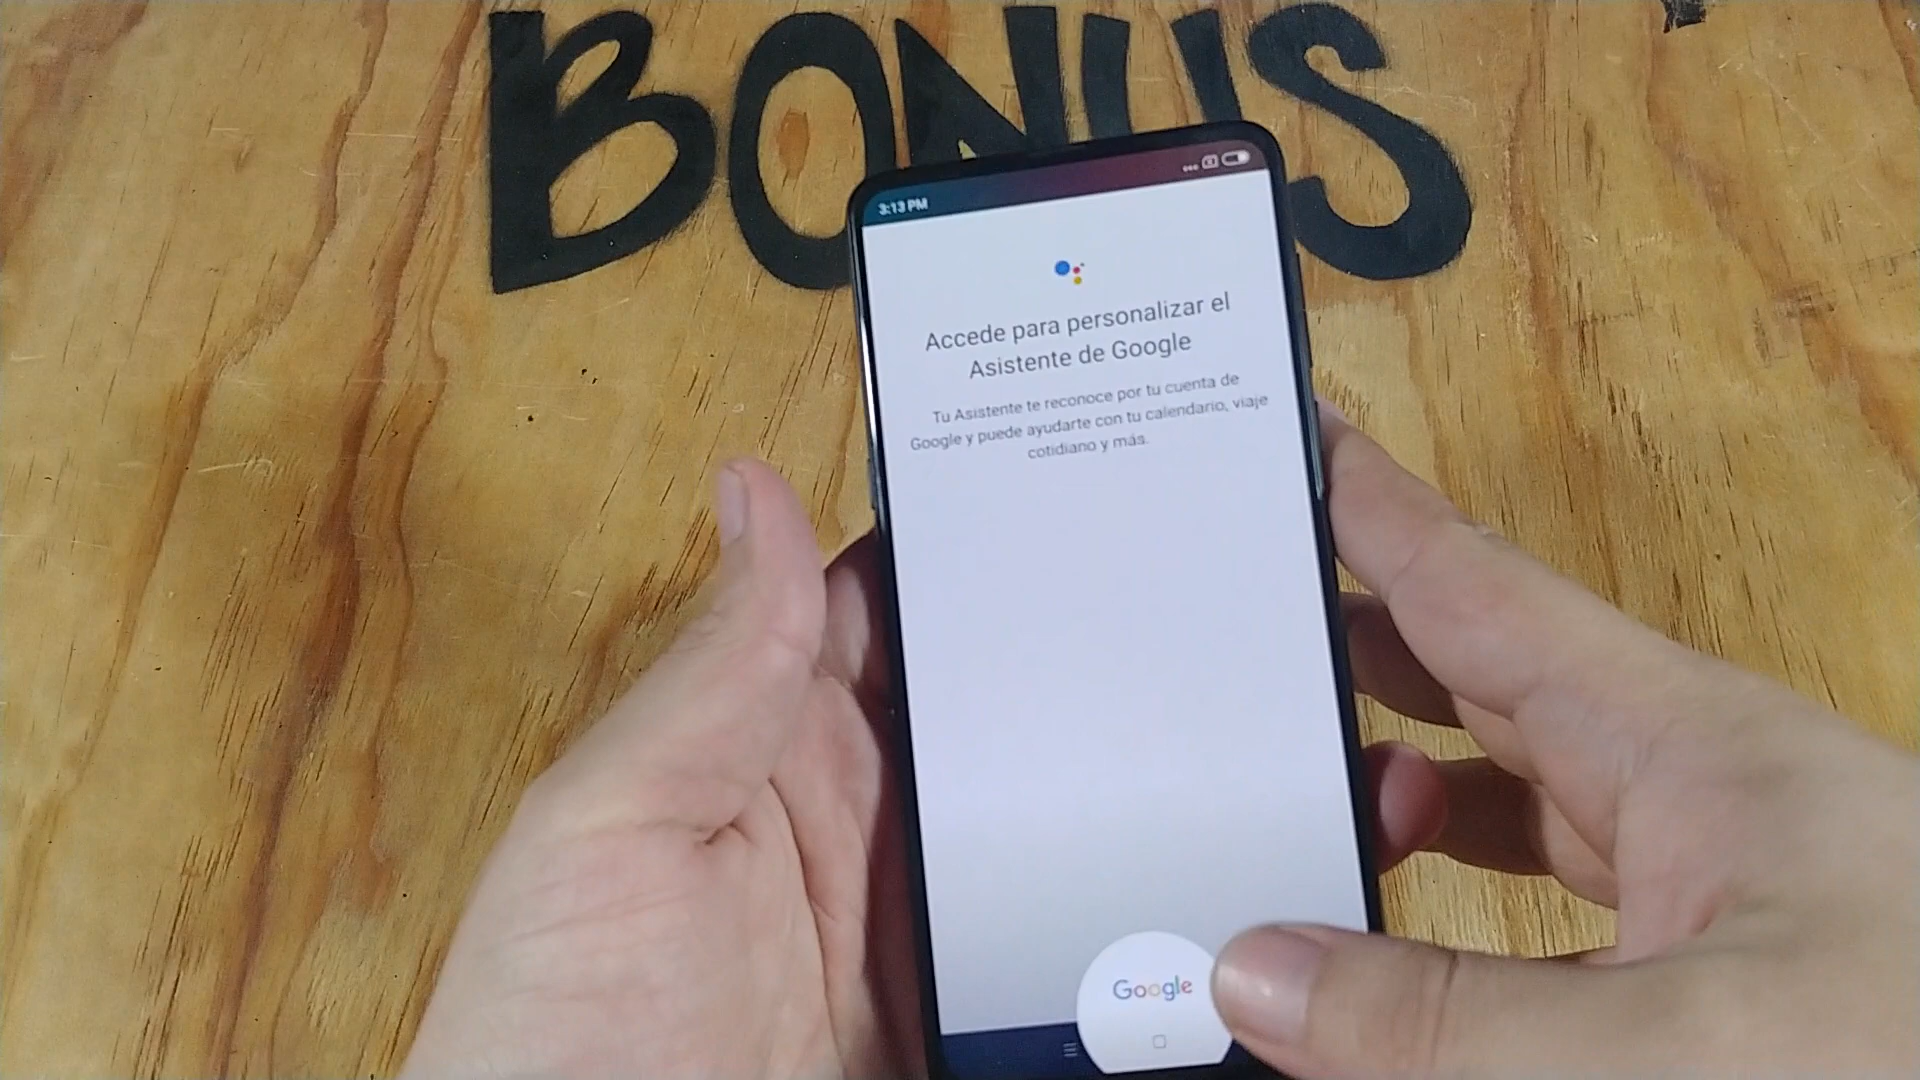 BONUS
3:13 PM
Accede para personalizar el
Asistente de Google
Tu Asistente te reconoce por tu cuenta de
Google y puede ayudarte con tu calendario, viaje
cotidiano y más.
Google